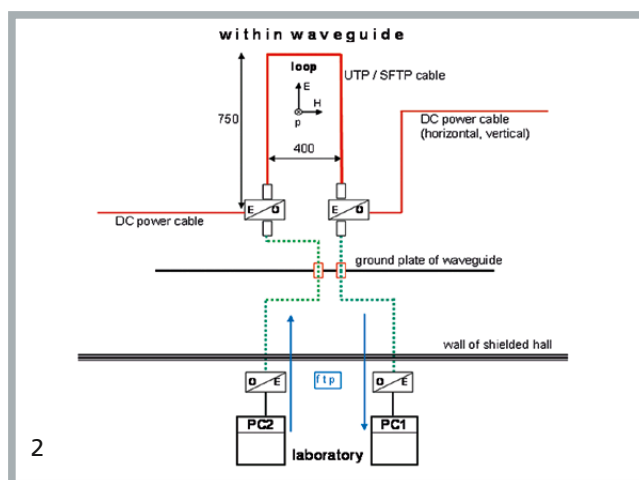 within waveguide
loop
UTP / SFTP cable
E
H
p
750
400
DC power cable
(horizontal, vertical)
E O
E O
DC power cable
ground plate of waveguide
wall of shielded hall
O E
ftp
O E
PC2
PC1
laboratory
2